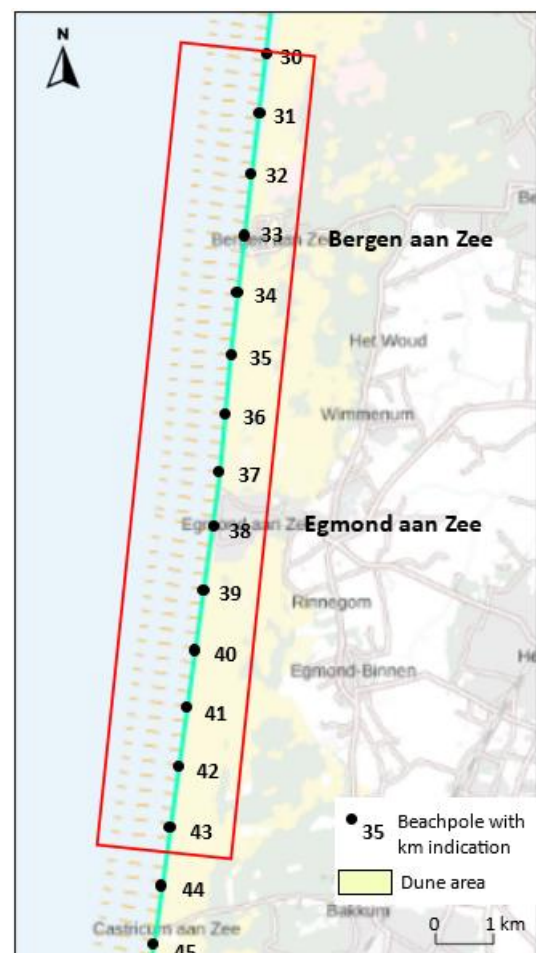 N
30
31
32
Be
33
Bergen aan Zee
Bergen aan Zee
34
Het Woud
35
36
Wimmenum
37
Egmond aan Zee
38
Egmond aan Zee
39
Rinnegom
40
He
Egmond-Binnen
41
42
43
35
Beachpole with
km indication
44
Dune area
Bakkum
Castricum aan Zee
0 1 km
45